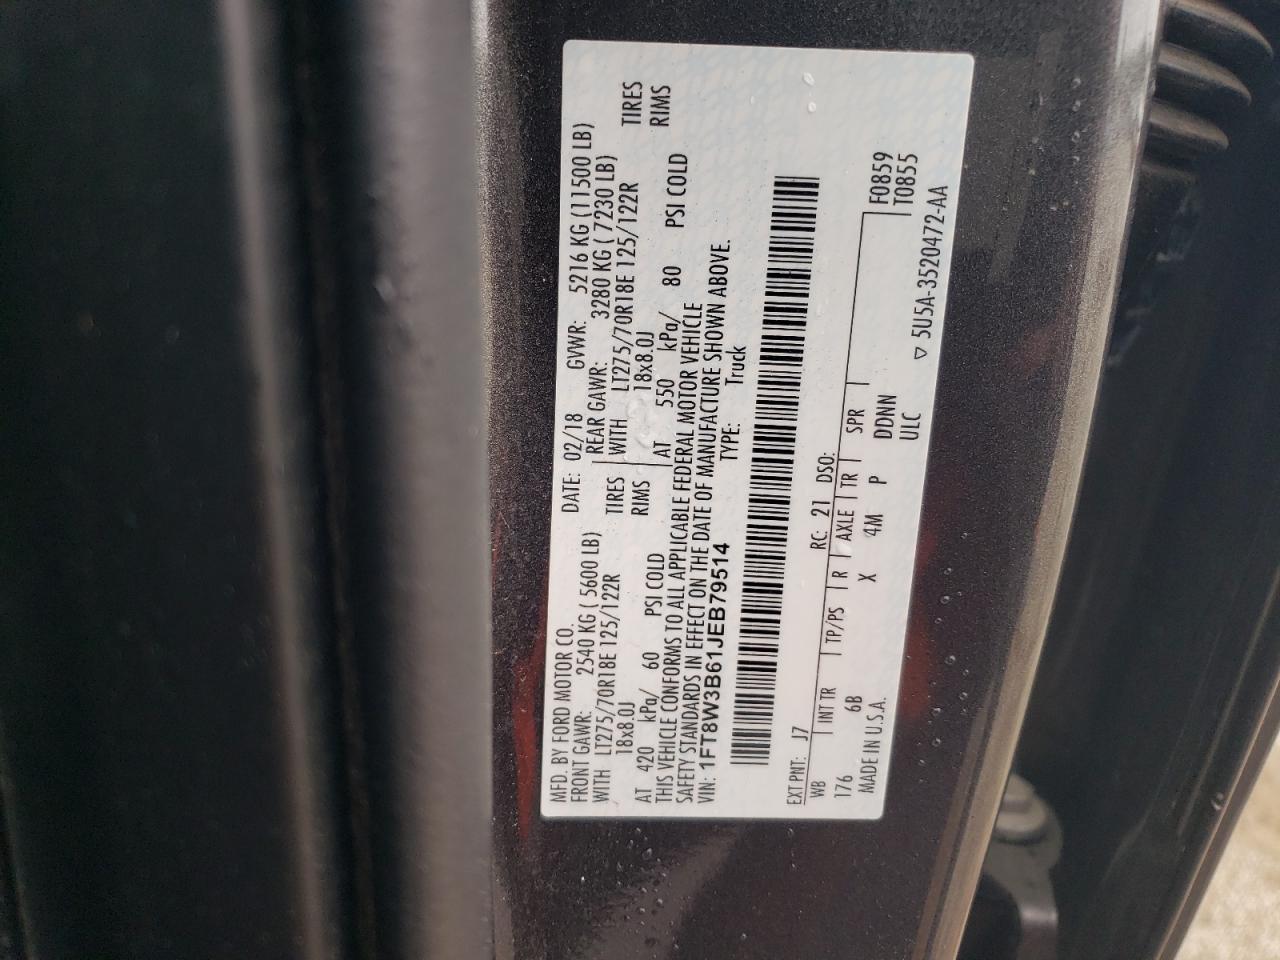 MFD. BY FORD MOTOR CO.
DATE: 02/18 GVWR: 5216 KG (11500 LB)
FRONT GAWR: 2540 KG ( 5600 LB) REAR GAWR: 3280 KG ( 7230 LB)
WITH LT275/70R18E 125/122R TIRES WITH LT275/70R18E 125/122R TIRES
18x8.0J RIMS 18x8.0J RIMS
AT 420 kPa/ 60 PSI COLD AT 550 kPa/ 80 PSI COLD
THIS VEHICLE CONFORMS TO ALL APPLICABLE FEDERAL MOTOR VEHICLE
SAFETY STANDARDS IN EFFECT ON THE DATE OF MANUFACTURE SHOWN ABOVE.
VIN: 1FT8W3B61JEB79514 TYPE: Truck
EXT PNT: J7 RC: 21 DSO:
WB INT TR TP/PS R AXLE TR SPR F0859
176 6B X 4M P DDNN T0855
MADE IN U.S.A. ULC
▽ 5U5A-3520472-AA